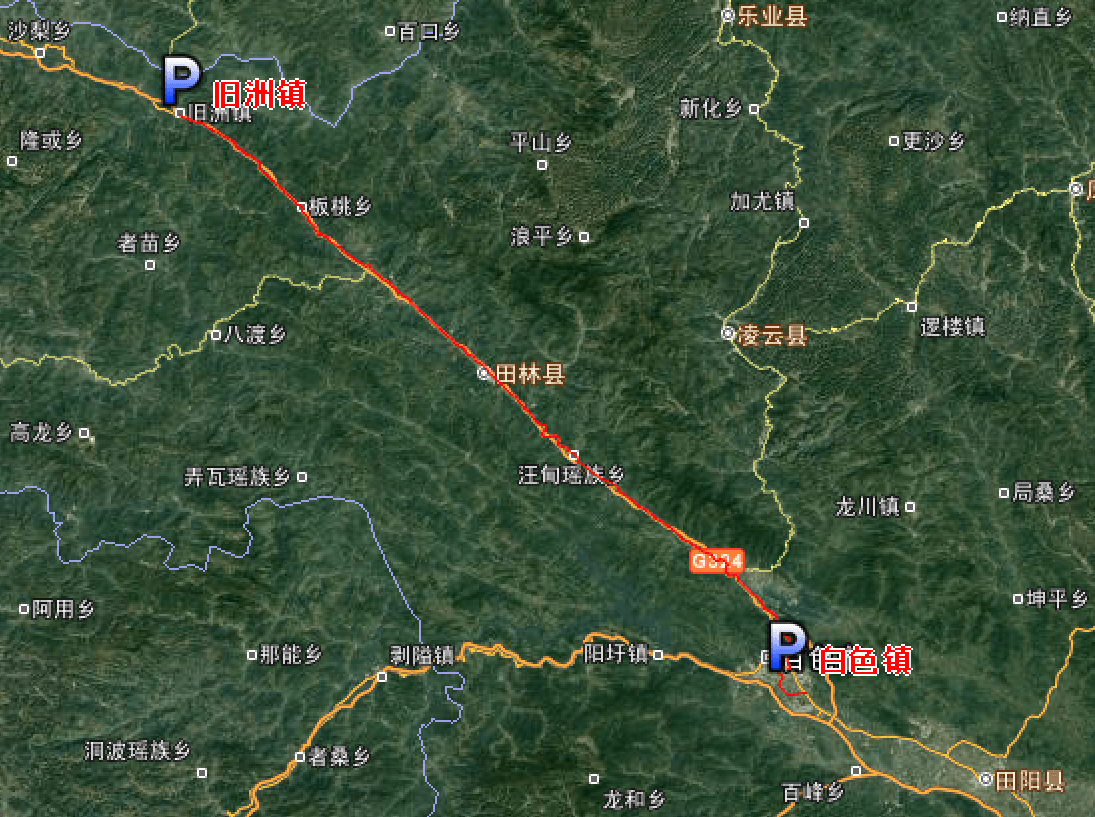 乐业县
纳直乡
沙梨乡
百口乡
P
旧洲镇
旧洲镇
新化乡
隆或乡
平山乡
更沙乡
板桃乡
加尤镇
者苗乡
浪平乡
八渡乡
凌云县
逻楼镇
田林县
高龙乡
弄瓦瑶族乡
汪甸瑶族乡
龙川镇
局桑乡
G324
阿用乡
坤平乡
P
那能乡
剥隘镇
阳圩镇
白色镇
洞波瑶族乡
者桑乡
百峰乡
田阳县
龙和乡